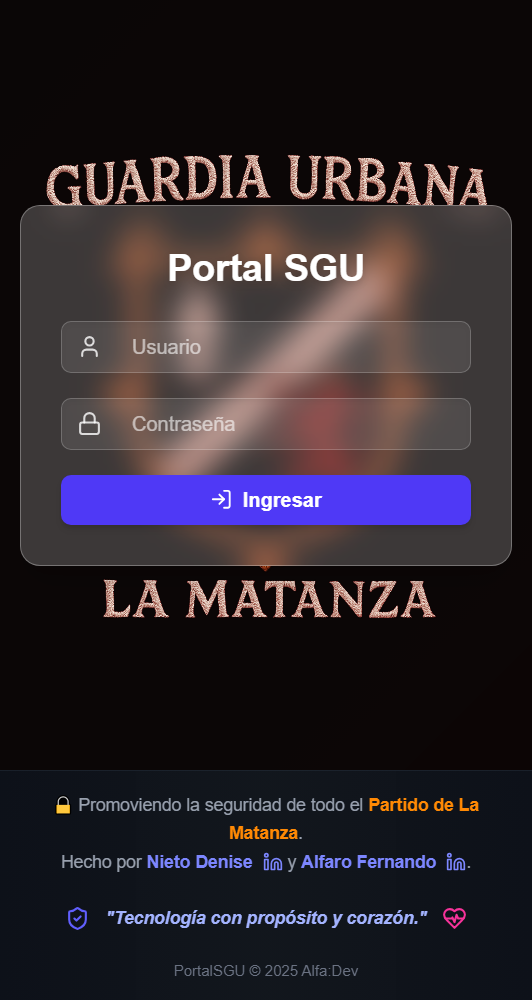 GUARDIA URBANA
Portal SGU
Usuario
Contraseña
Ingresar
LA MATANZA
Promoviendo la seguridad de todo el Partido de La
Matanza.
Hecho por Nieto Denise y Alfaro Fernando .
"Tecnología con propósito y corazón."
PortalSGU © 2025 Alfa:Dev